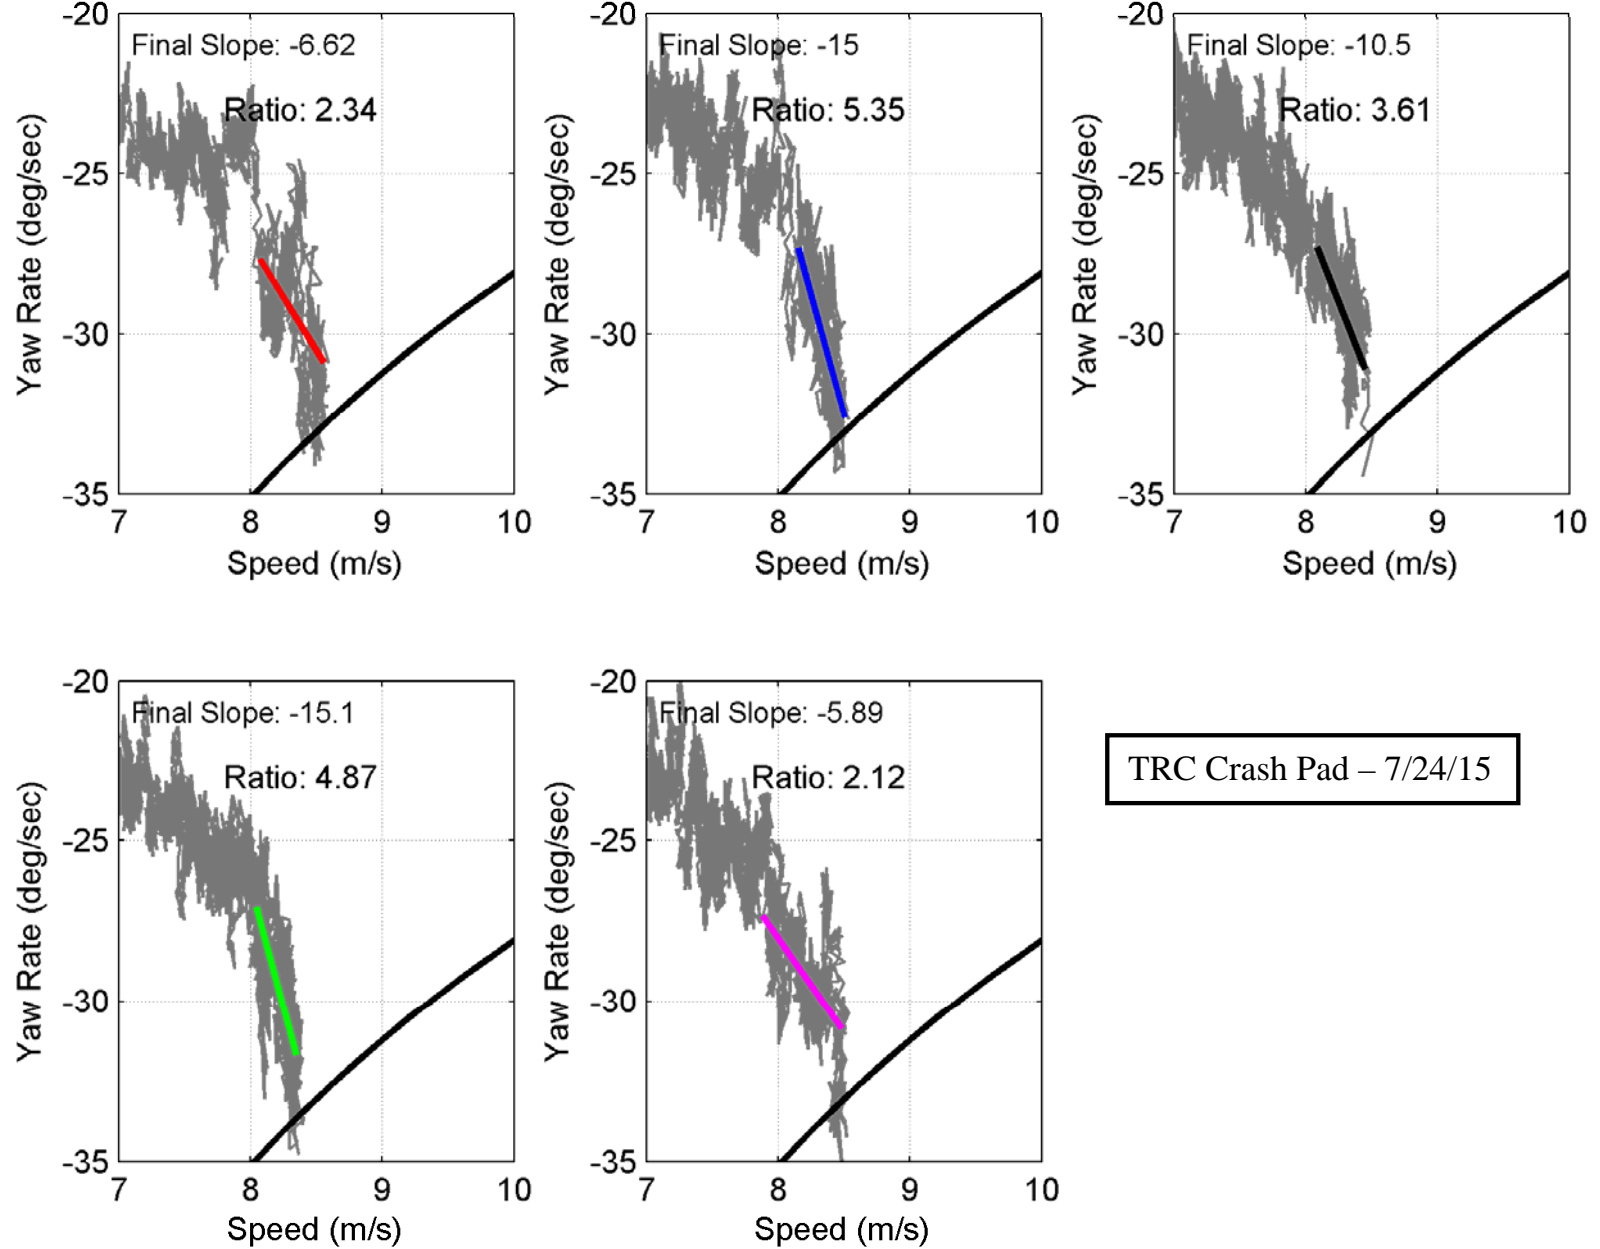 -20
Final Slope: -6.62
Ratio: 2.34
-25
-30
-35
7 8 9 10
Yaw Rate (deg/sec)
Speed (m/s)
-20
Final Slope: -15
Ratio: 5.35
-25
-30
-35
7 8 9 10
Yaw Rate (deg/sec)
Speed (m/s)
-20
Final Slope: -10.5
Ratio: 3.61
-25
-30
-35
7 8 9 10
Yaw Rate (deg/sec)
Speed (m/s)
-20
Final Slope: -15.1
Ratio: 4.87
-25
-30
-35
7 8 9 10
Yaw Rate (deg/sec)
Speed (m/s)
-20
Final Slope: -5.89
Ratio: 2.12
-25
-30
-35
7 8 9 10
Yaw Rate (deg/sec)
Speed (m/s)
TRC Crash Pad – 7/24/15